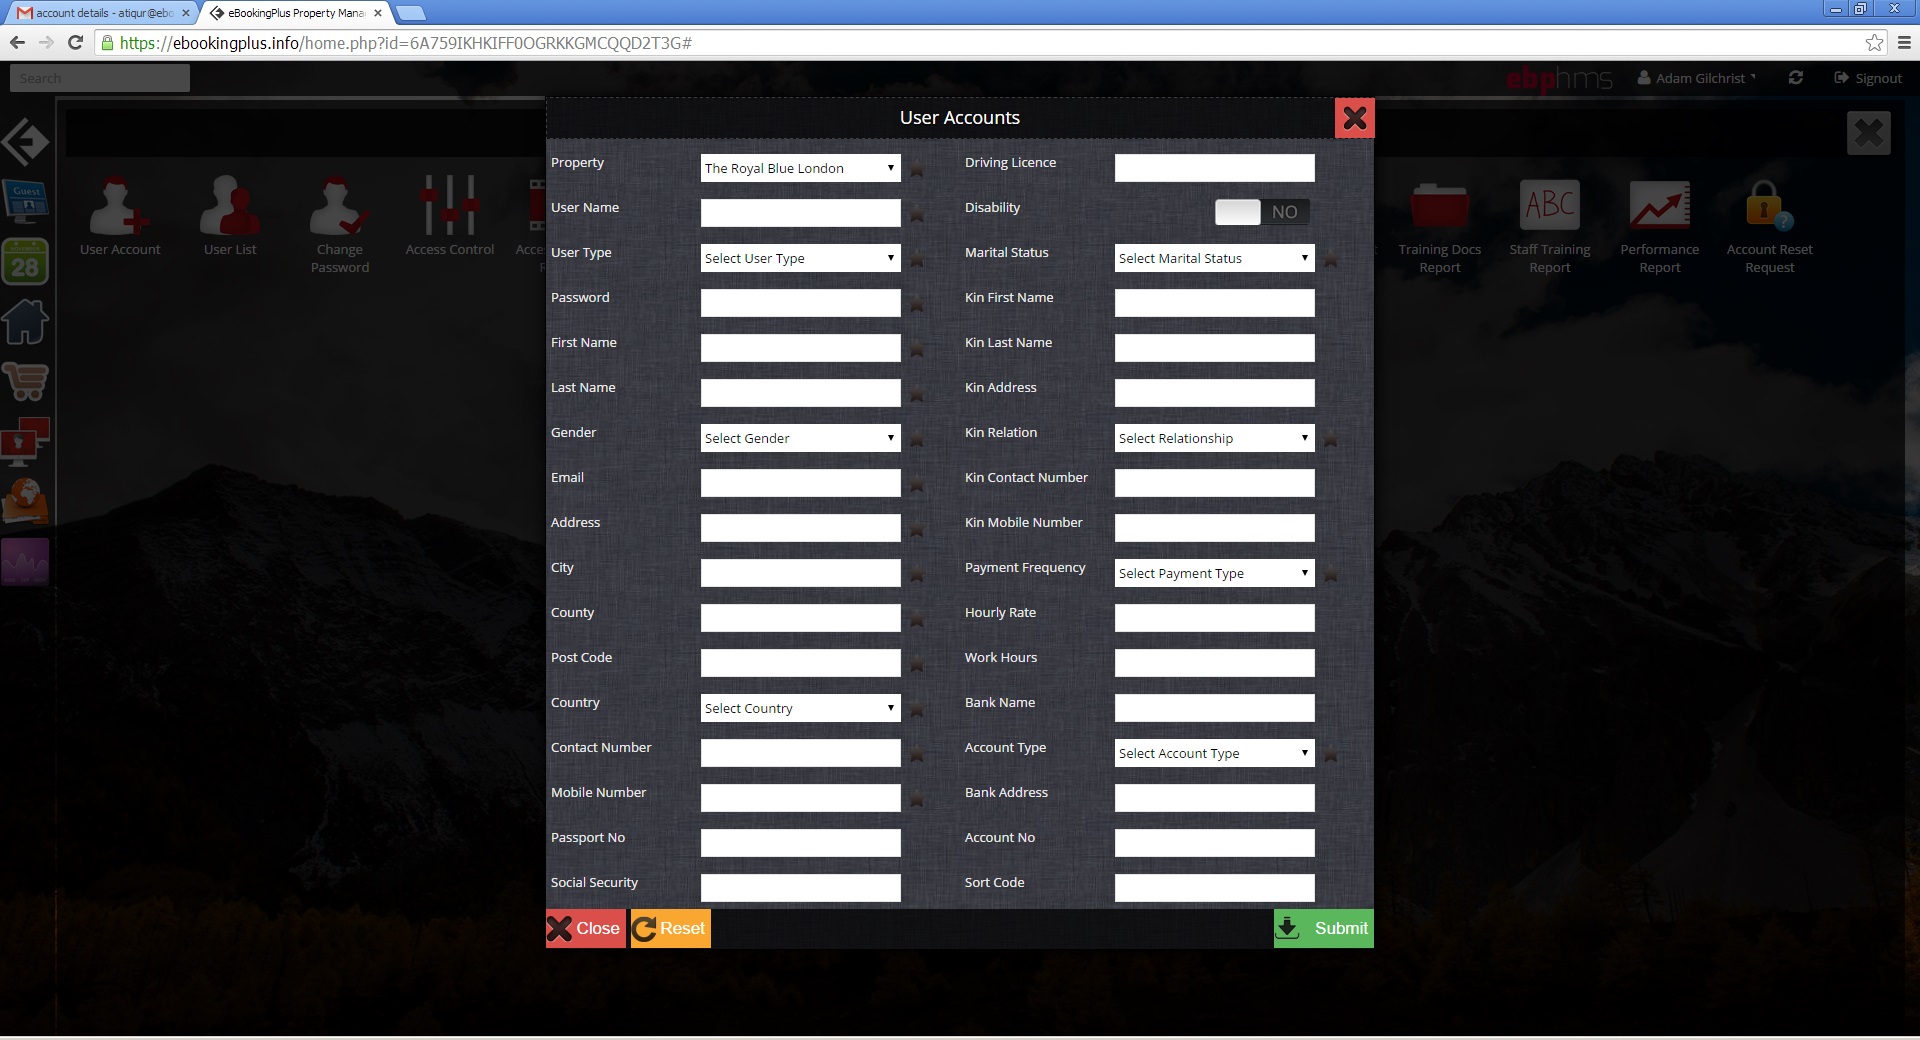 account details - atiqur@ebo
eBookingPlus Property Mana
https://ebookingplus.info/home.php?id=6A759IKHKIFF0OGRKKGMCQQD2T3G#
Search
ebphms
Adam Gilchrist
Signout
User Accounts
Guest
28
User Account
User List
Change
Password
Access Control
ABC
Training Docs
Report
Staff Training
Report
Performance
Report
Account Reset
Request
Property
The Royal Blue London
Driving Licence
User Name
Disability
NO
User Type
Select User Type
Marital Status
Select Marital Status
Password
Kin First Name
First Name
Kin Last Name
Last Name
Kin Address
Gender
Select Gender
Kin Relation
Select Relationship
Email
Kin Contact Number
Address
Kin Mobile Number
City
Payment Frequency
Select Payment Type
County
Hourly Rate
Post Code
Work Hours
Country
Select Country
Bank Name
Contact Number
Account Type
Select Account Type
Mobile Number
Bank Address
Passport No
Account No
Social Security
Sort Code
Close
Reset
Submit